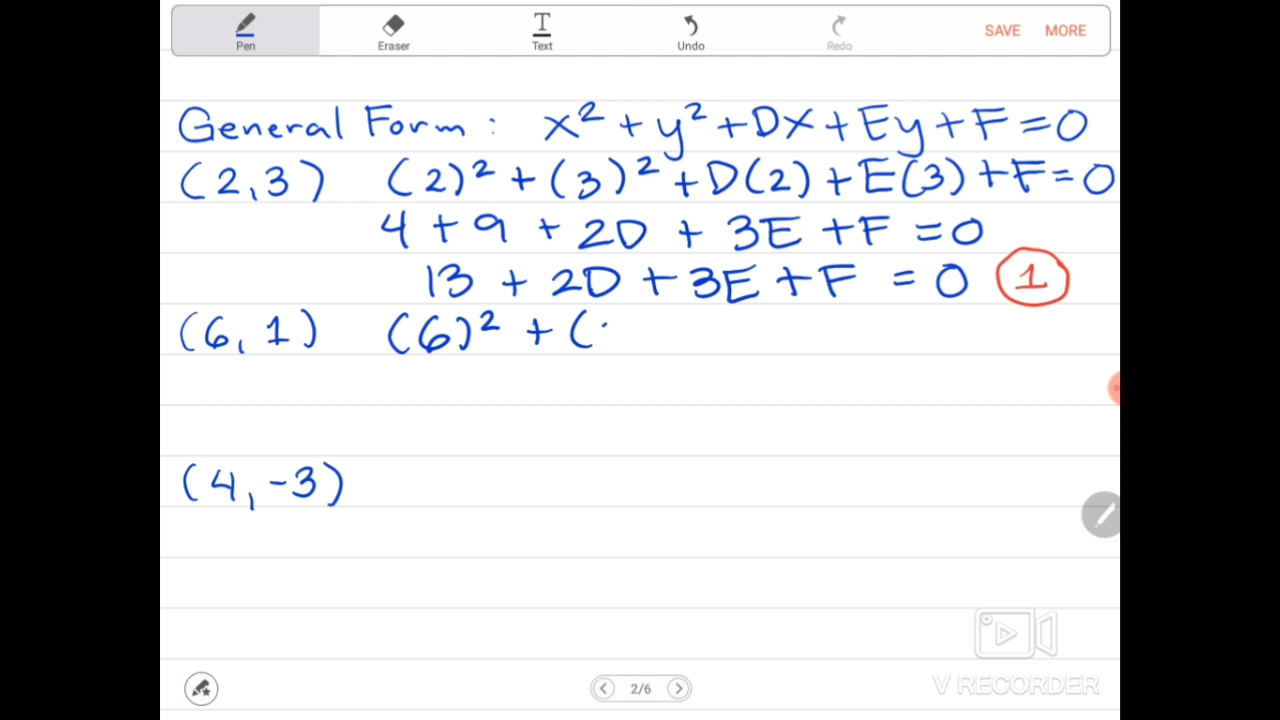 Pen Eraser Text Undo Redo SAVE MORE
General Form: x² + y² + Dx + Ey + F = 0
(2,3) (2)² + (3)² + D(2) + E(3) + F = 0
4 + 9 + 2D + 3E + F = 0
13 + 2D + 3E + F = 0 1
(6, 1) (6)² + (
(4, -3)
2/6
V RECORDER